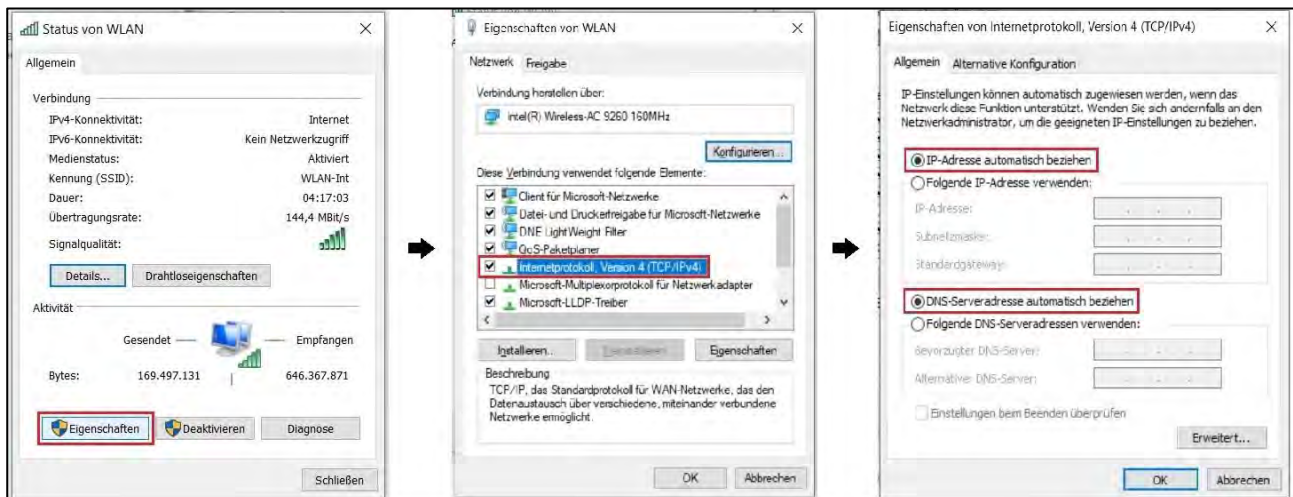 Status von WLAN
Allgemein
Verbindung
IPv4-Konnektivität: Internet
IPv6-Konnektivität: Kein Netzwerkzugriff
Medienstatus: Aktiviert
Kennung (SSID): WLAN-Int
Dauer: 04:17:03
Übertragungsrate: 144,4 MBit/s
Signalqualität:
Details... Drahtloseigenschaften
Aktivität
Gesendet Empfangen
Bytes: 169.497.131 646.367.871
Eigenschaften Deaktivieren Diagnose
Schließen
Eigenschaften von WLAN
Netzwerk Freigabe
Verbindung herstellen über:
Intel(R) Wireless-AC 9260 160MHz
Konfigurieren...
Diese Verbindung verwendet folgende Elemente:
Client für Microsoft-Netzwerke
Datei- und Druckerfreigabe für Microsoft-Netzwerke
DNE LightWeight Filter
QoS-Paketplaner
Internetprotokoll, Version 4 (TCP/IPv4)
Microsoft-Multiplexorprotokoll für Netzwerkadapter
Microsoft-LLDP-Treiber
Installieren... Eigenschaften
Beschreibung
TCP/IP, das Standardprotokoll für WAN-Netzwerke, das den
Datenaustausch über verschiedene, miteinander verbundene
Netzwerke ermöglicht.
OK Abbrechen
Eigenschaften von Internetprotokoll, Version 4 (TCP/IPv4)
Allgemein Alternative Konfiguration
IP-Einstellungen können automatisch zugewiesen werden, wenn das
Netzwerk diese Funktion unterstützt. Wenden Sie sich andernfalls an den
Netzwerkadministrator, um die geeigneten IP-Einstellungen zu beziehen.
IP-Adresse automatisch beziehen
Folgende IP-Adresse verwenden:
IP-Adresse:
Subnetzmaske:
Standardgateway:
DNS-Serveradresse automatisch beziehen
Folgende DNS-Serveradressen verwenden:
Bevorzugter DNS-Server:
Alternativer DNS-Server:
Einstellungen beim Beenden überprüfen
Erweitert...
OK Abbrechen